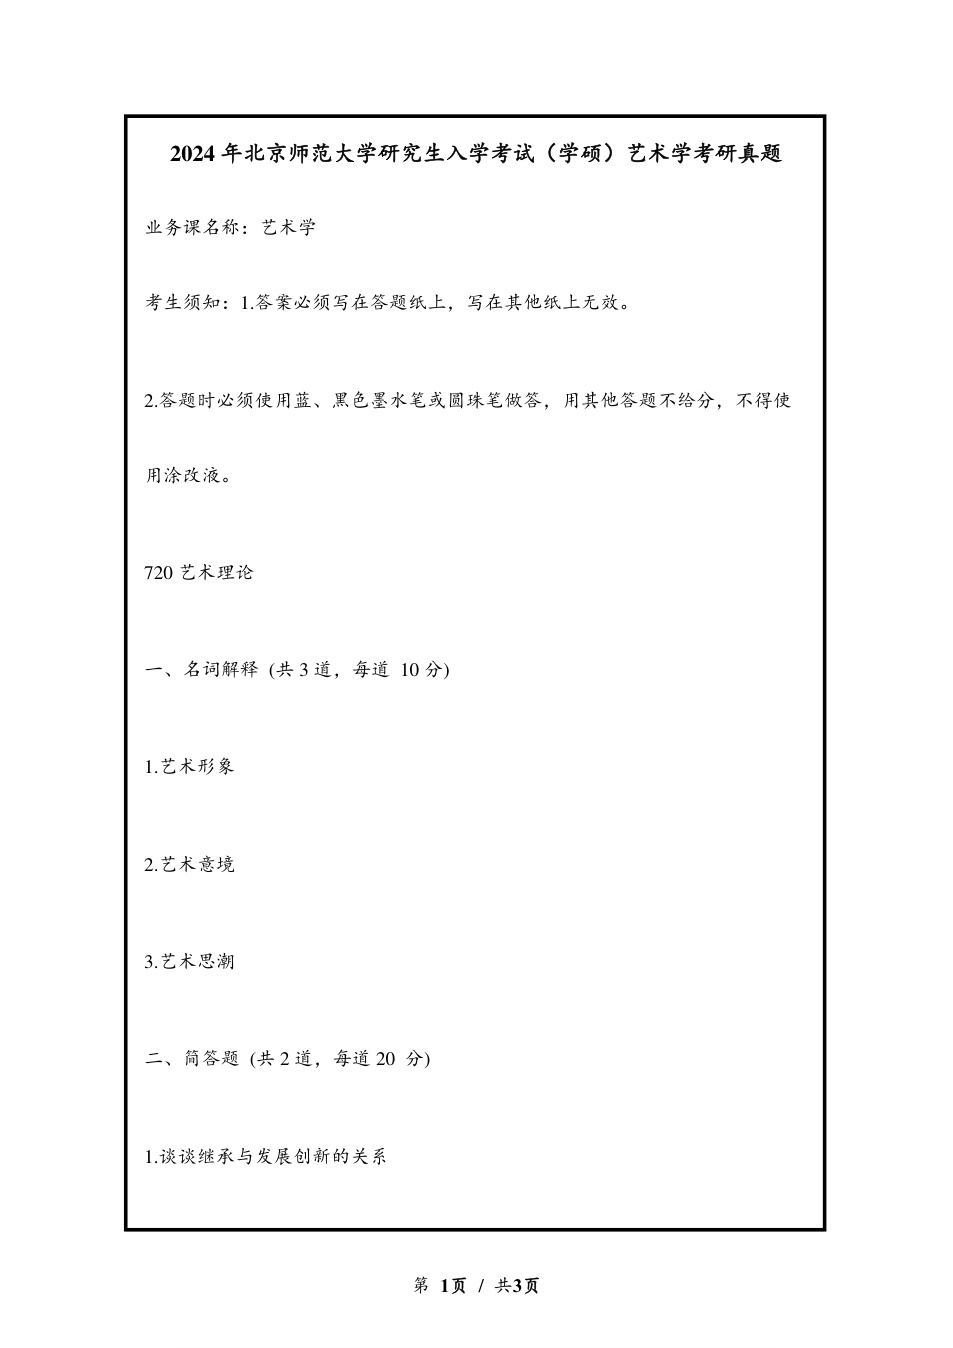 2024 年北京师范大学研究生入学考试（学硕）艺术学考研真题
业务课名称：艺术学
考生须知：1.答案必须写在答题纸上，写在其他纸上无效。
2.答题时必须使用蓝、黑色墨水笔或圆珠笔做答，用其他答题不给分，不得使
用涂改液。
720 艺术理论
一、名词解释 (共 3 道，每道 10 分)
1.艺术形象
2.艺术意境
3.艺术思潮
二、简答题 (共 2 道，每道 20 分)
1.谈谈继承与发展创新的关系
第 1页 / 共3页